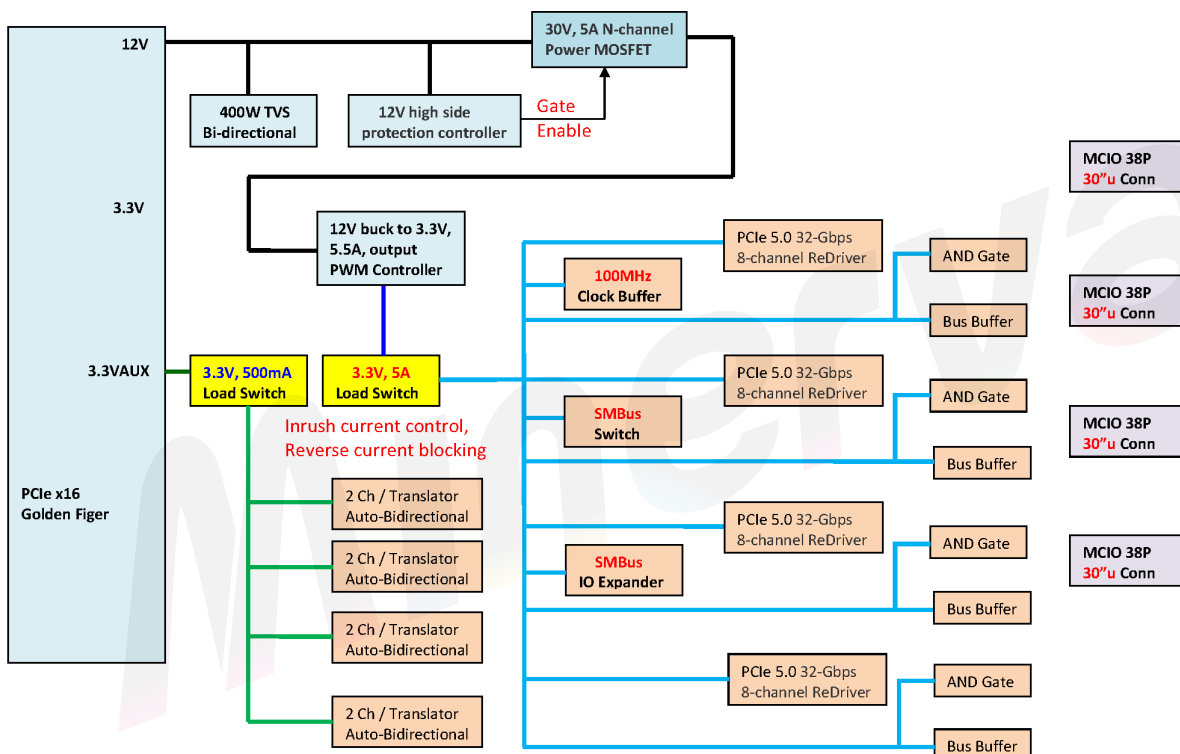 12V
30V, 5A N-channel
Power MOSFET
400W TVS
Bi-directional
12V high side
protection controller
Gate
Enable
MCIO 38P
30”u Conn
3.3V
12V buck to 3.3V,
5.5A, output
PWM Controller
PCIe 5.0 32-Gbps
8-channel ReDriver
AND Gate
100MHz
Clock Buffer
Bus Buffer
MCIO 38P
30”u Conn
3.3VAUX
3.3V, 500mA
Load Switch
3.3V, 5A
Load Switch
PCIe 5.0 32-Gbps
8-channel ReDriver
AND Gate
Inrush current control,
Reverse current blocking
SMBus
Switch
Bus Buffer
MCIO 38P
30”u Conn
PCIe x16
Golden Figer
2 Ch / Translator
Auto-Bidirectional
PCIe 5.0 32-Gbps
8-channel ReDriver
AND Gate
2 Ch / Translator
Auto-Bidirectional
SMBus
IO Expander
Bus Buffer
MCIO 38P
30”u Conn
2 Ch / Translator
Auto-Bidirectional
PCIe 5.0 32-Gbps
8-channel ReDriver
AND Gate
2 Ch / Translator
Auto-Bidirectional
Bus Buffer
Minerva